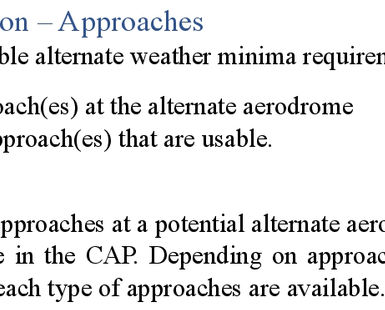 on – Approaches
ble alternate weather minima requirem
oach(es) at the alternate aerodrome
pproach(es) that are usable.
pproaches at a potential alternate aero
e in the CAP. Depending on approac
each type of approaches are available.